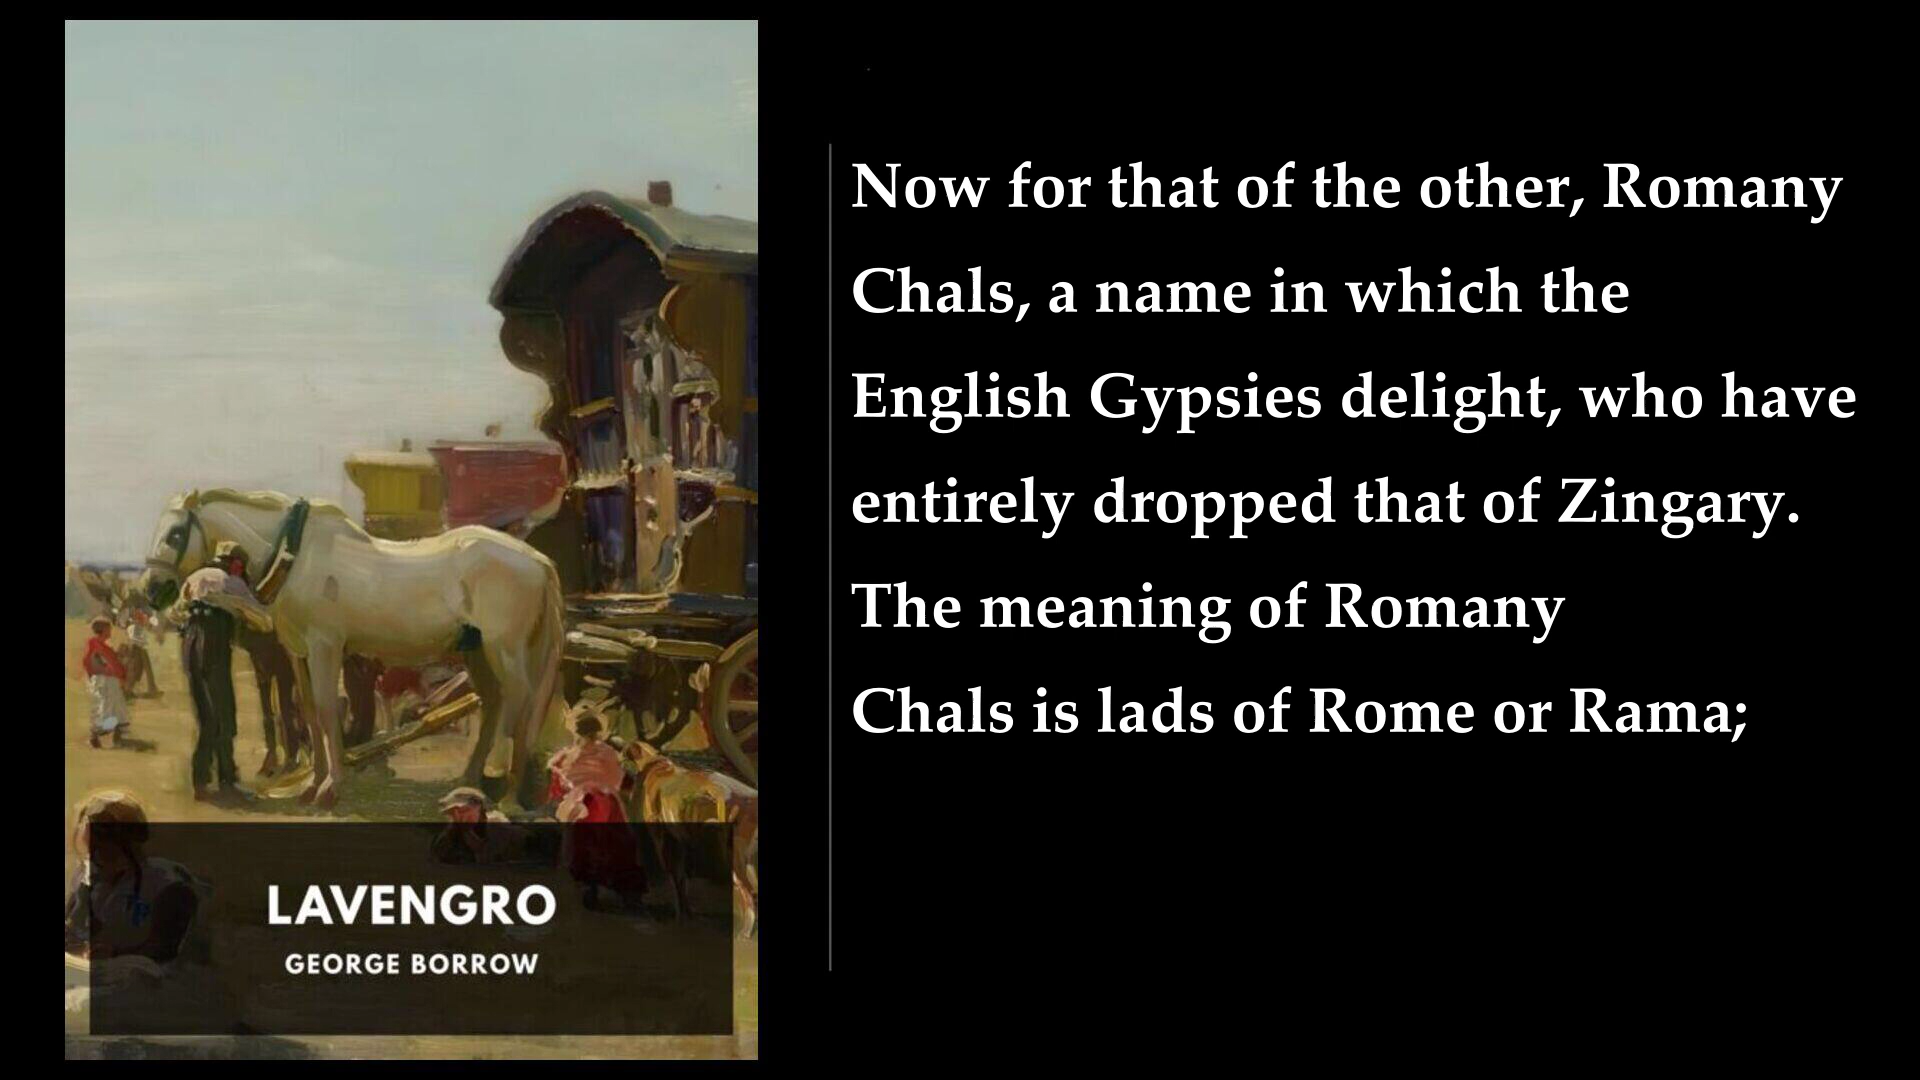 Now for that of the other, Romany
Chals, a name in which the
English Gypsies delight, who have
entirely dropped that of Zingary.
The meaning of Romany
Chals is lads of Rome or Rama;
LAVENGRO
GEORGE BORROW